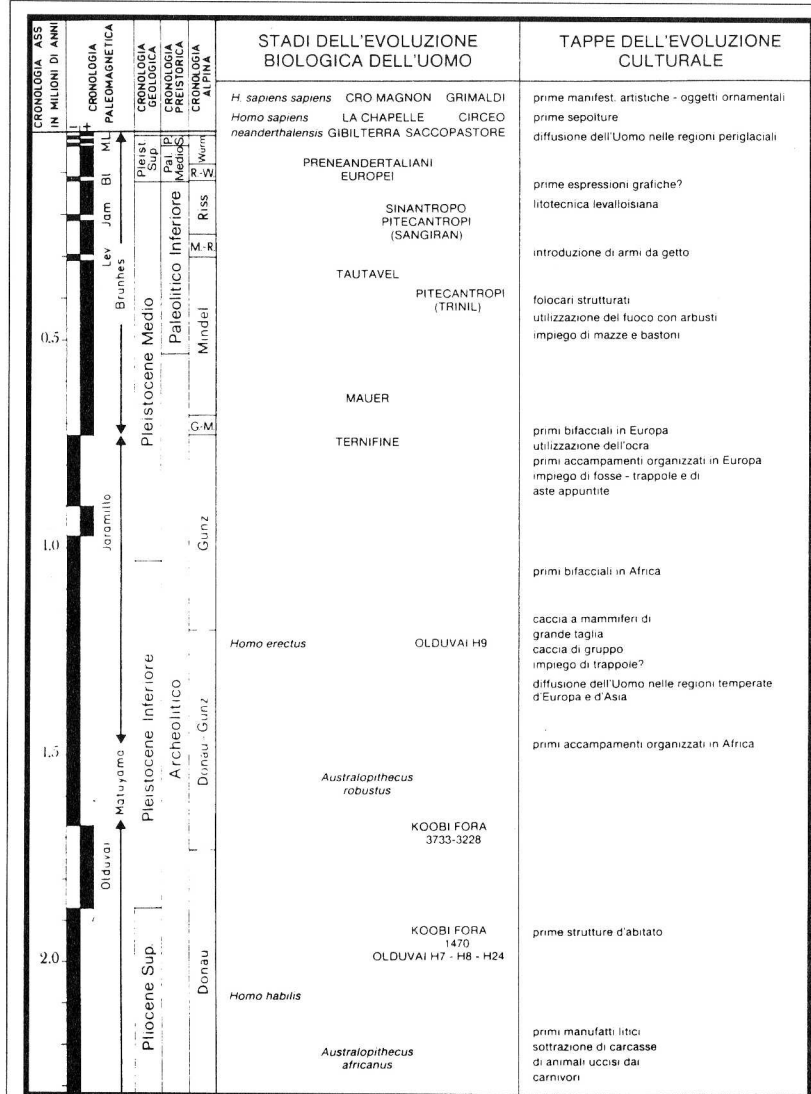 CRONOLOGIA ASS
IN MILIONI DI ANNI
CRONOLOGIA
PALEOMAGNETICA
CRONOLOGIA
GEOLOGICA
CRONOLOGIA
PREISTORICA
CRONOLOGIA
ALPINA
STADI DELL'EVOLUZIONE
BIOLOGICA DELL'UOMO
TAPPE DELL'EVOLUZIONE
CULTURALE
– +
0.5
1.0
1.5
2.0
M.L
Bl
Jam
Lev
Brunhes
Jaramillo
Matuyama
Olduvai
Pleist
Sup
Pleistocene Medio
Pleistocene Inferiore
Pliocene Sup.
P.
S.
Pal.
Medio
Paleolitico Inferiore
Archeolitico
Wurm
R.-W.
Riss
M.-R.
Mindel
G-M.
Gunz
Donau-Gunz
Donau
H. sapiens sapiens CRO MAGNON GRIMALDI
Homo sapiens LA CHAPELLE CIRCEO
neanderthalensis GIBILTERRA SACCOPASTORE
PRENEANDERTALIANI
EUROPEI
SINANTROPO
PITECANTROPI
(SANGIRAN)
TAUTAVEL
PITECANTROPI
(TRINIL)
MAUER
TERNIFINE
Homo erectus OLDUVAI H9
Australopithecus
robustus
KOOBI FORA
3733-3228
KOOBI FORA
1470
OLDUVAI H7 - H8 - H24
Homo habilis
Australopithecus
africanus
prime manifest. artistiche - oggetti ornamentali
prime sepolture
diffusione dell'Uomo nelle regioni periglaciali
prime espressioni grafiche?
litotecnica levalloisiana
introduzione di armi da getto
folocari strutturati
utilizzazione del fuoco con arbusti
impiego di mazze e bastoni
primi bifacciali in Europa
utilizzazione dell'ocra
primi accampamenti organizzati in Europa
impiego di fosse - trappole e di
aste appuntite
primi bifacciali in Africa
caccia a mammiferi di
grande taglia
caccia di gruppo
impiego di trappole?
diffusione dell'Uomo nelle regioni temperate
d'Europa e d'Asia
primi accampamenti organizzati in Africa
prime strutture d'abitato
primi manufatti litici
sottrazione di carcasse
di animali uccisi dai
carnivori